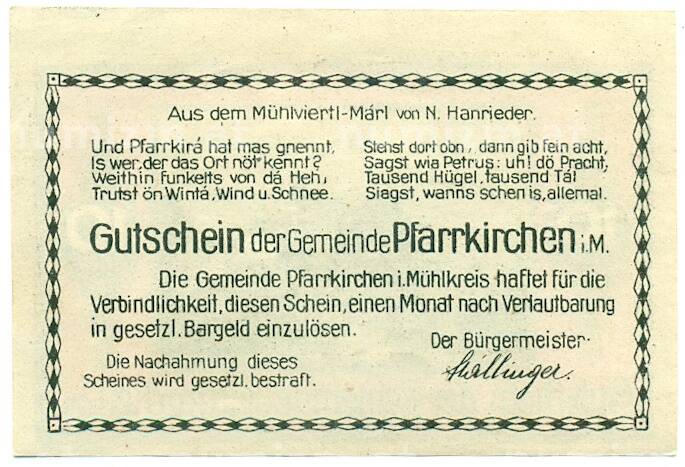 Aus dem Mühlviertl-Márl von N. Hanrieder.
Und Pfarrkirá hat mas gnennt,
Is wer, der das Ort nöt kennt?
Weithin funkelts von dá Heh,
Trutst ön Wintá, Wind u. Schnee.
Stehst dort obn, dann gib fein acht,
Sagst wia Petrus: uh! dö Pracht,
Tausend Hügel, tausend Tál
Siagst, wanns schen is, allemal.
Gutschein der Gemeinde Pfarrkirchen i. M.
Die Gemeinde Pfarrkirchen i. Mühlkreis haftet für die
Verbindlichkeit, diesen Schein, einen Monat nach Verlautbarung
in gesetzl. Bargeld einzulösen.
Der Bürgermeister
Die Nachahmung dieses
Scheines wird gesetzl. bestraft.